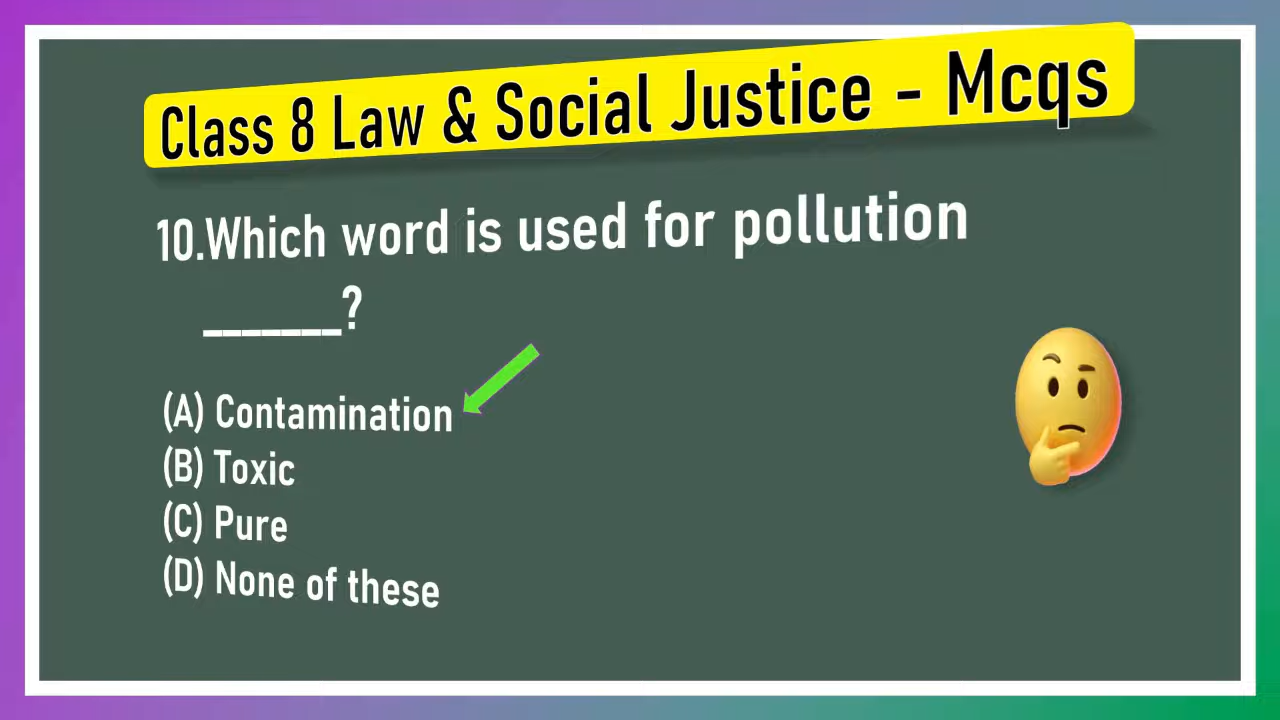 Class 8 Law & Social Justice - Mcqs
10.Which word is used for pollution
_______?
(A) Contamination
(B) Toxic
(C) Pure
(D) None of these